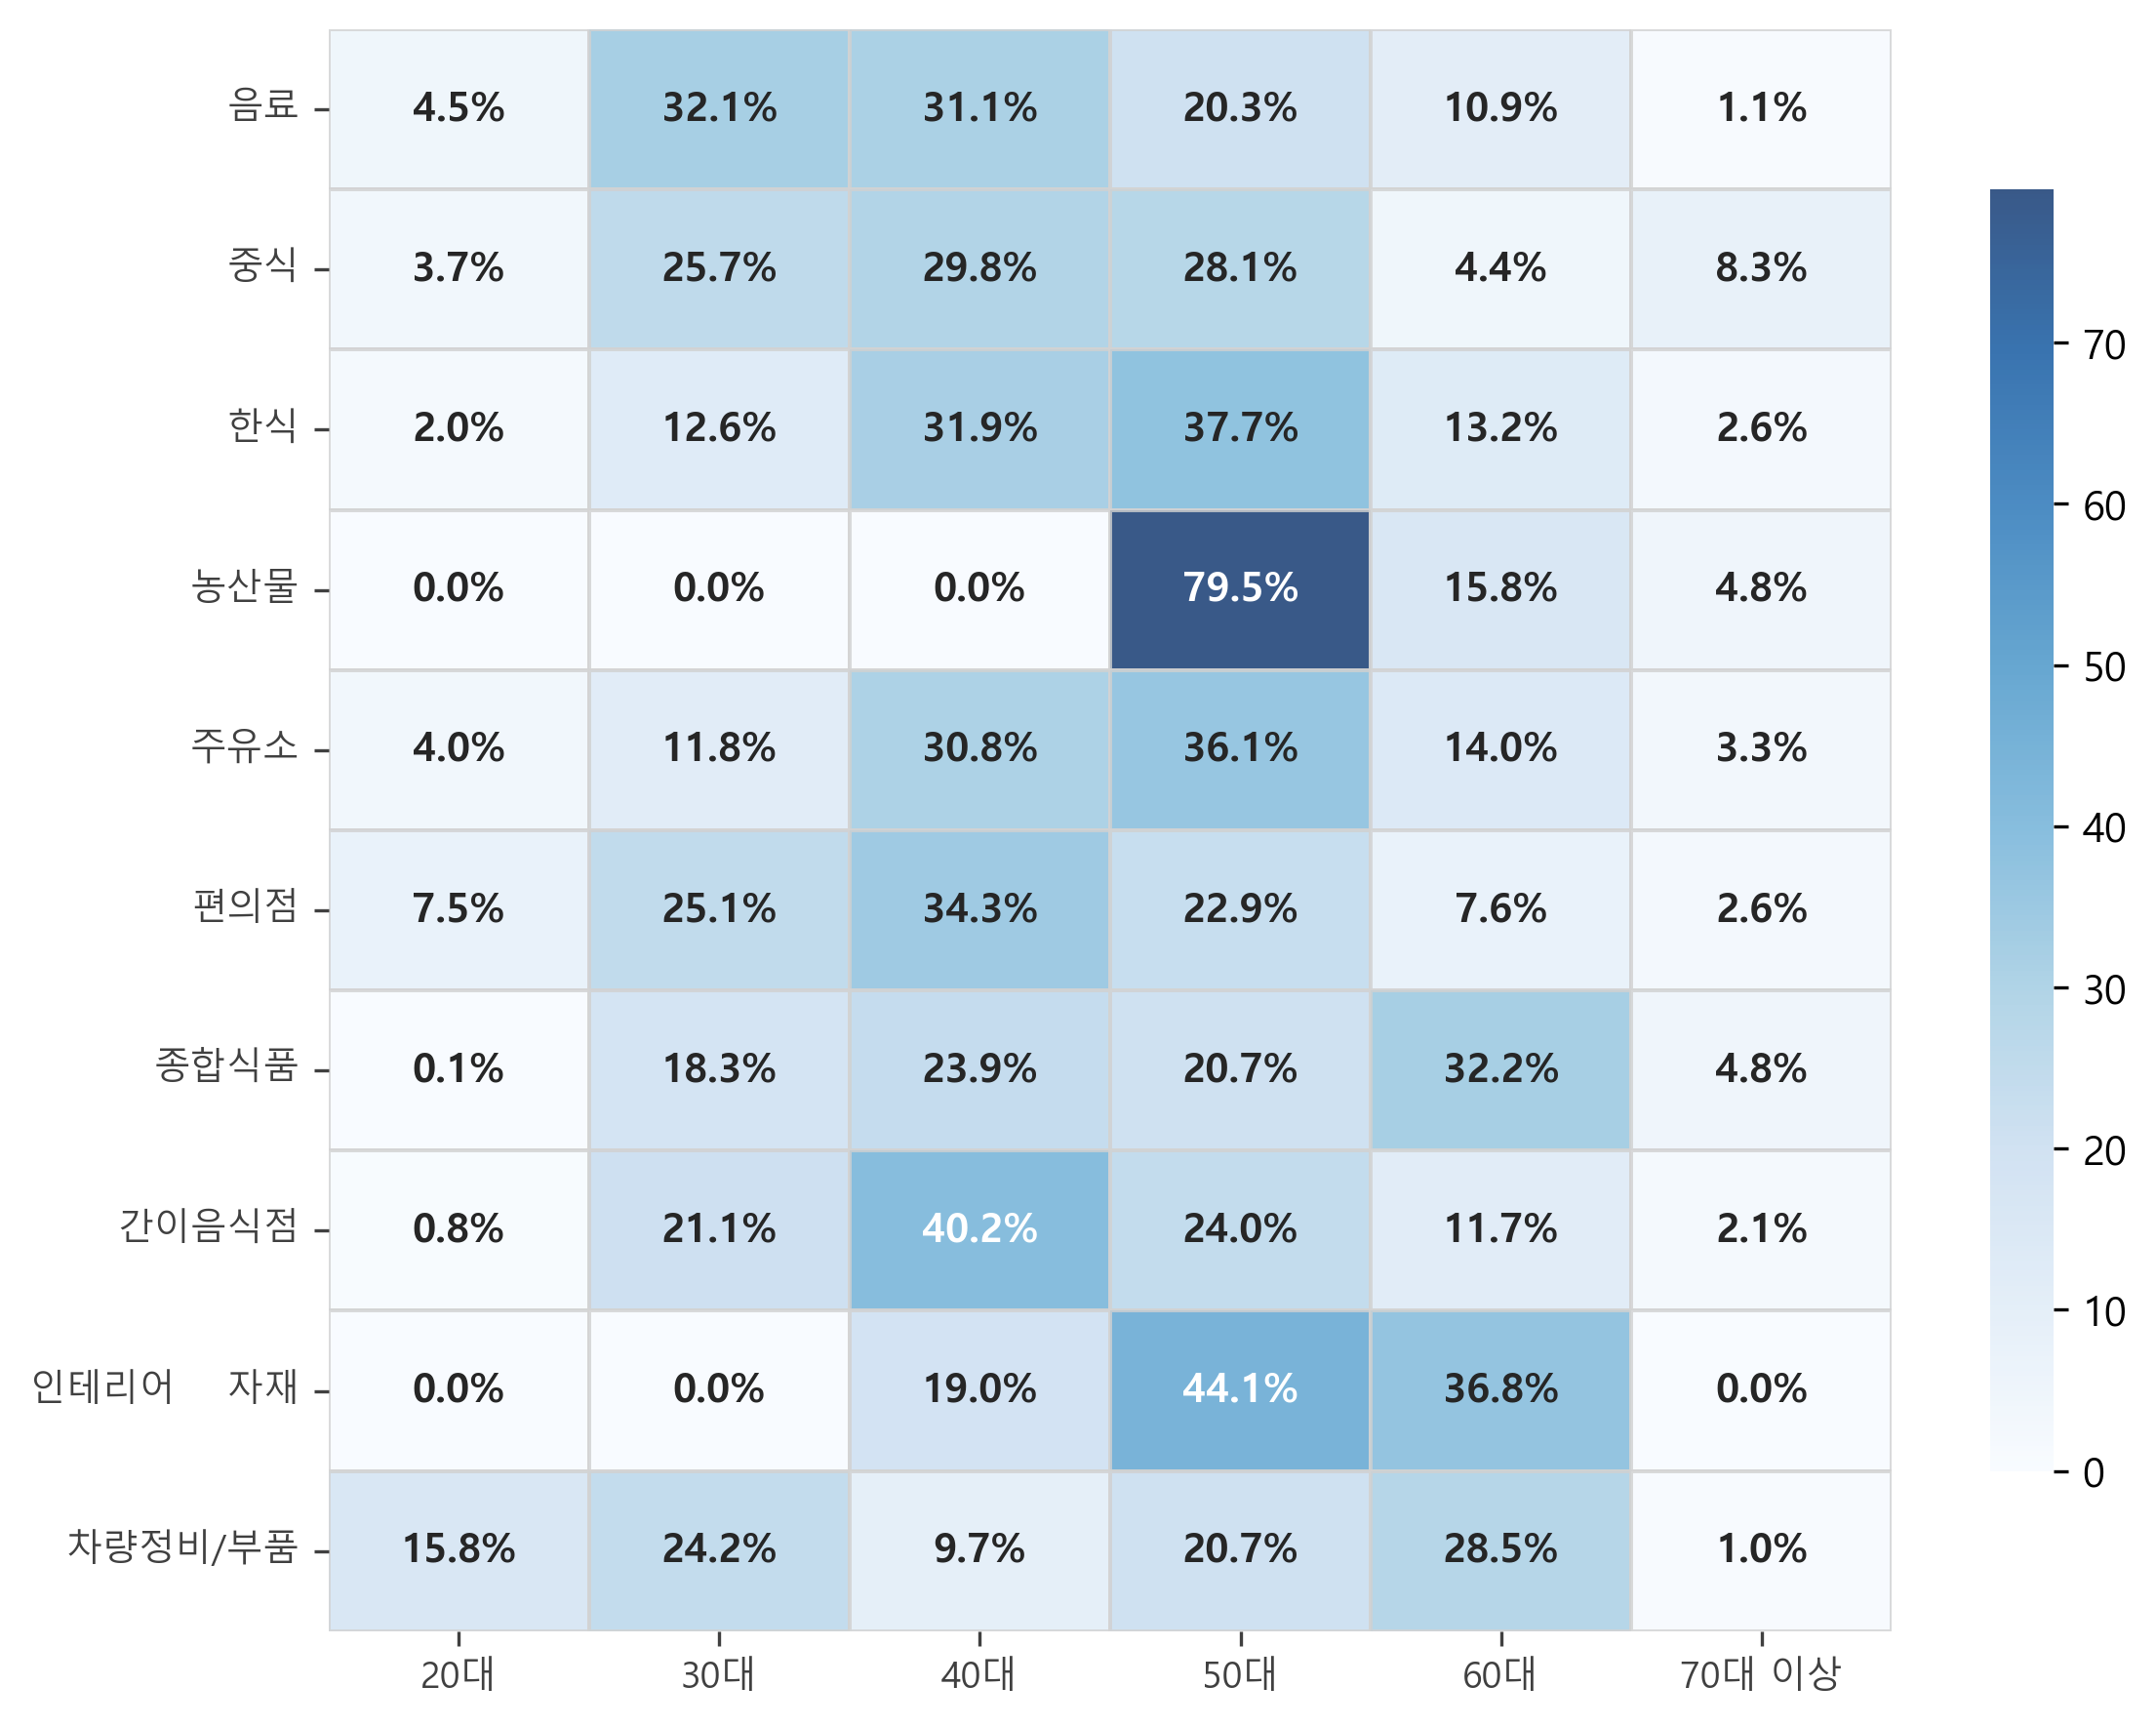 음료 4.5% 32.1% 31.1% 20.3% 10.9% 1.1%
중식 3.7% 25.7% 29.8% 28.1% 4.4% 8.3%
한식 2.0% 12.6% 31.9% 37.7% 13.2% 2.6%
농산물 0.0% 0.0% 0.0% 79.5% 15.8% 4.8%
주유소 4.0% 11.8% 30.8% 36.1% 14.0% 3.3%
편의점 7.5% 25.1% 34.3% 22.9% 7.6% 2.6%
종합식품 0.1% 18.3% 23.9% 20.7% 32.2% 4.8%
간이음식점 0.8% 21.1% 40.2% 24.0% 11.7% 2.1%
인테리어 자재 0.0% 0.0% 19.0% 44.1% 36.8% 0.0%
차량정비/부품 15.8% 24.2% 9.7% 20.7% 28.5% 1.0%
20대 30대 40대 50대 60대 70대 이상
70
60
50
40
30
20
10
0